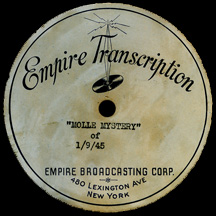 Empire Transcription
"MOLLE MYSTERY"
of
1/9/45
EMPIRE BROADCASTING CORP.
480 LEXINGTON AVE
NEW YORK